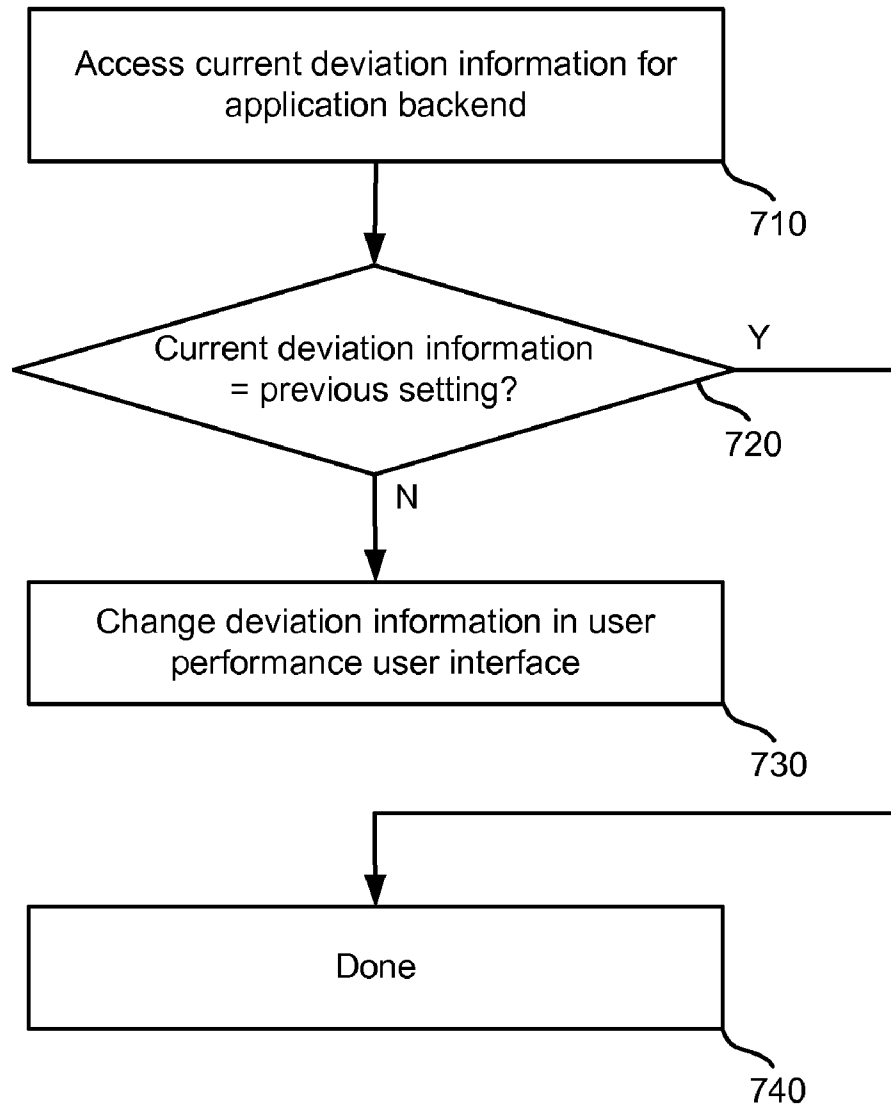 Access current deviation information for
application backend
710
Current deviation information
= previous setting?
Y
720
N
Change deviation information in user
performance user interface
730
Done
740